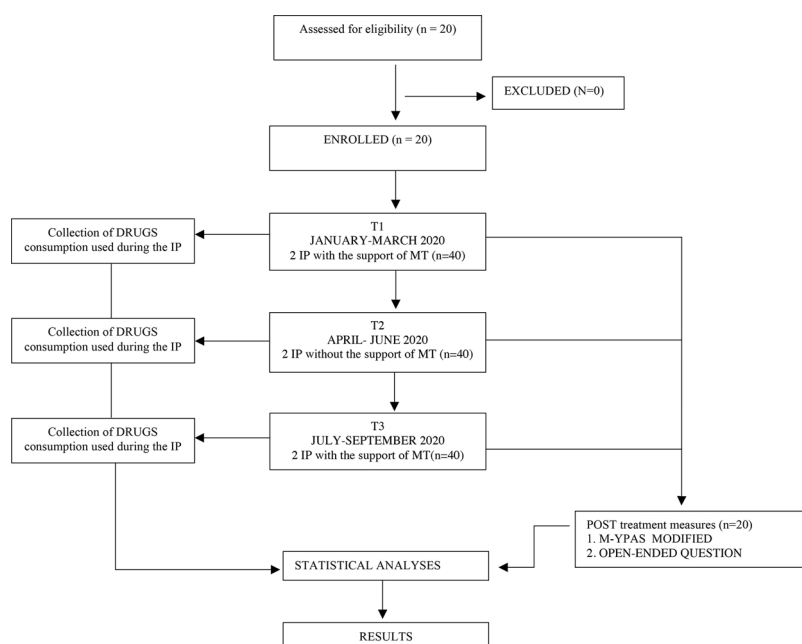 Assessed for eligibility (n = 20)
EXCLUDED (N=0)
ENROLLED (n = 20)
Collection of DRUGS
consumption used during the IP
T1
JANUARY-MARCH 2020
2 IP with the support of MT (n=40)
Collection of DRUGS
consumption used during the IP
T2
APRIL- JUNE 2020
2 IP without the support of MT (n=40)
Collection of DRUGS
consumption used during the IP
T3
JULY-SEPTEMBER 2020
2 IP with the support of MT(n=40)
POST treatment measures (n=20)
1. M-YPAS MODIFIED
2. OPEN-ENDED QUESTION
STATISTICAL ANALYSES
RESULTS